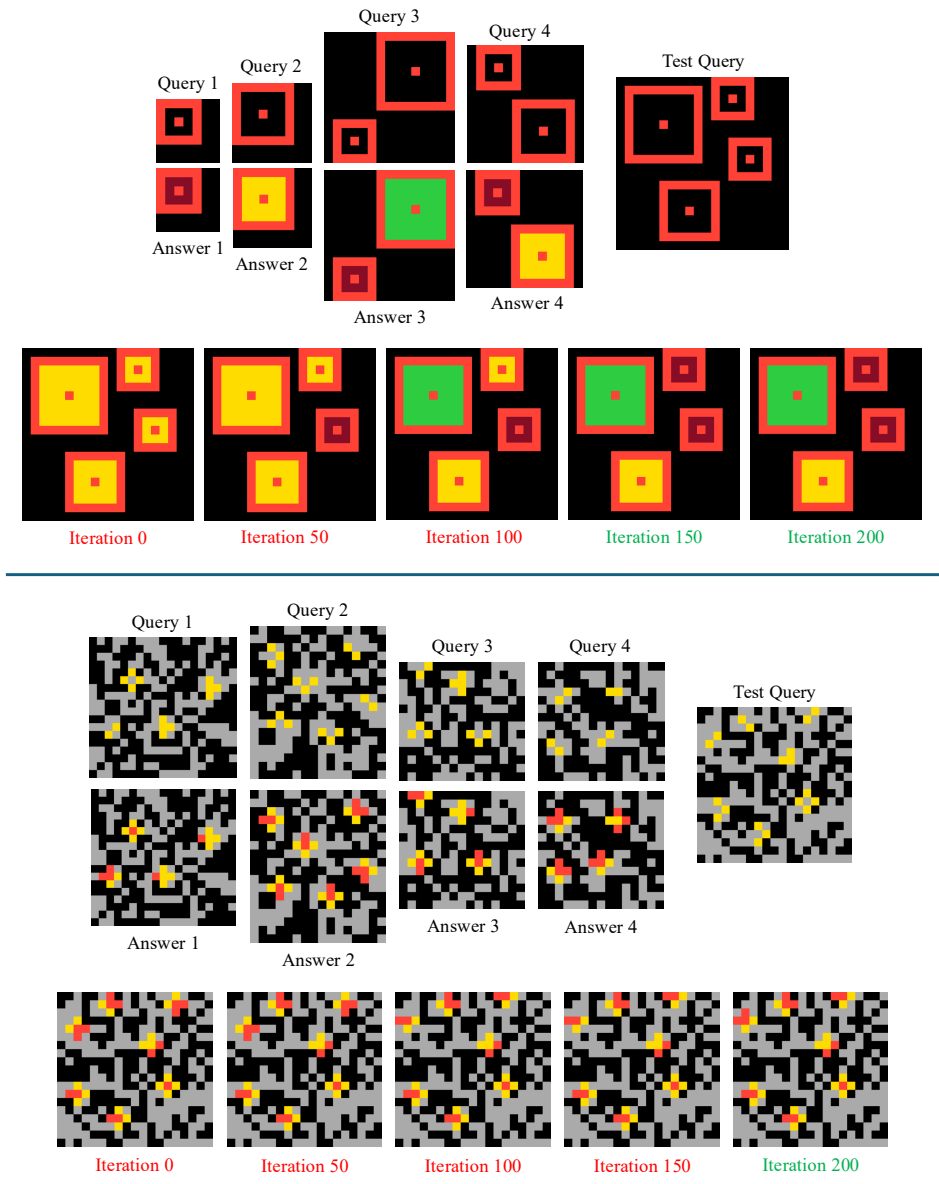 Query 3
Query 4
Query 2
Query 1
Test Query
Answer 1
Answer 2
Answer 3
Answer 4
Iteration 0
Iteration 50
Iteration 100
Iteration 150
Iteration 200
Query 1
Query 2
Query 3
Query 4
Test Query
Answer 1
Answer 2
Answer 3
Answer 4
Iteration 0
Iteration 50
Iteration 100
Iteration 150
Iteration 200